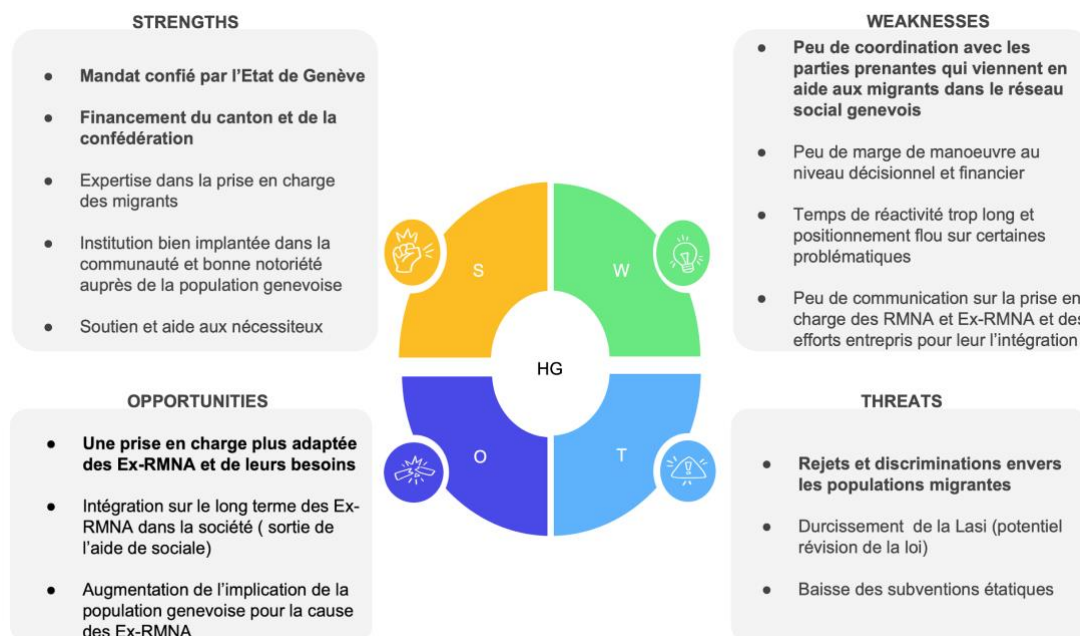 STRENGTHS
● Mandat confié par l'Etat de Genève
● Financement du canton et de la
confédération
● Expertise dans la prise en charge
des migrants
● Institution bien implantée dans la
communauté et bonne notoriété
auprès de la population genevoise
● Soutien et aide aux nécessiteux
WEAKNESSES
● Peu de coordination avec les
parties prenantes qui viennent en
aide aux migrants dans le réseau
social genevois
● Peu de marge de manoeuvre au
niveau décisionnel et financier
● Temps de réactivité trop long et
positionnement flou sur certaines
problématiques
● Peu de communication sur la prise en
charge des RMNA et Ex-RMNA et des
efforts entrepris pour leur l'intégration
S
W
HG
O
T
OPPORTUNITIES
● Une prise en charge plus adaptée
des Ex-RMNA et de leurs besoins
● Intégration sur le long terme des Ex-
RMNA dans la société ( sortie de
l'aide de sociale)
● Augmentation de l'implication de la
population genevoise pour la cause
des Ex-RMNA
THREATS
● Rejets et discriminations envers
les populations migrantes
● Durcissement de la Lasi (potentiel
révision de la loi)
● Baisse des subventions étatiques